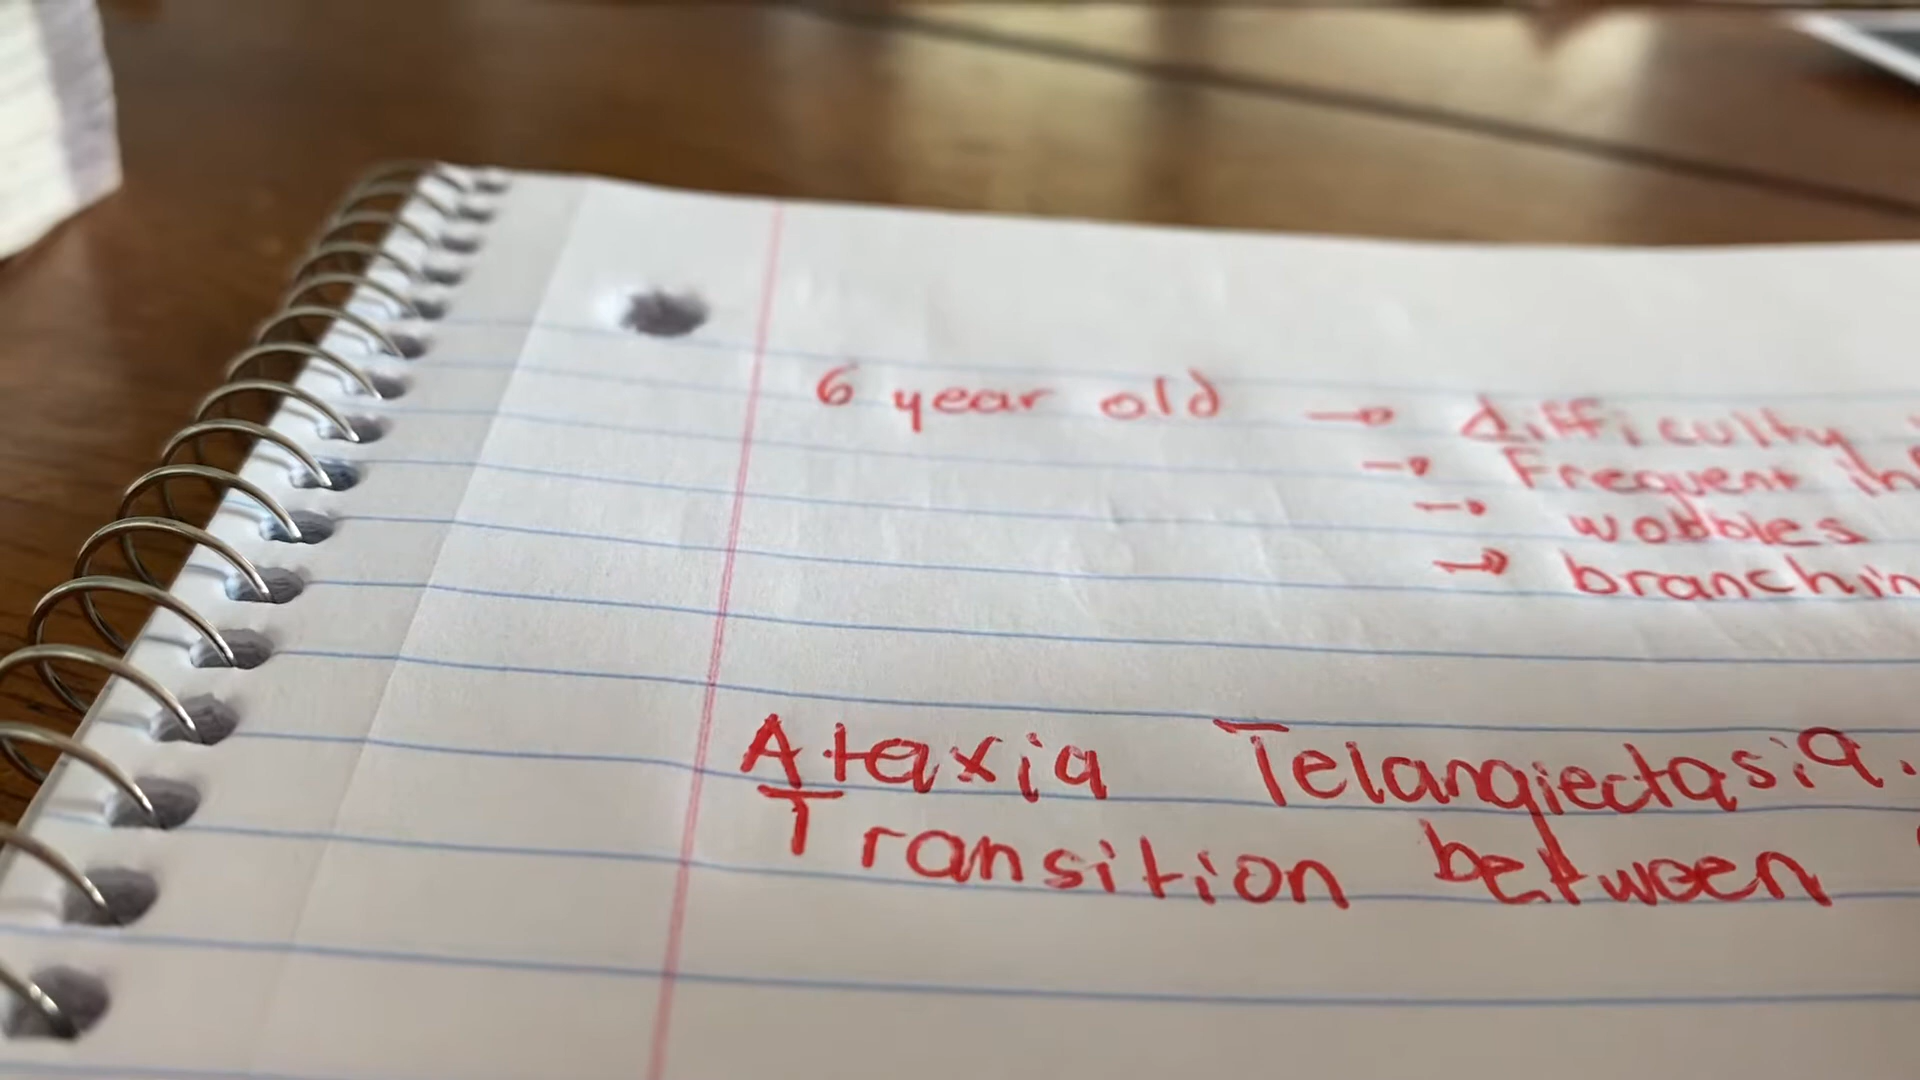 6 year old → difficulty
→ Frequent
→ wobbles
→ branchin
Ataxia Telangiectasia.
Transition between